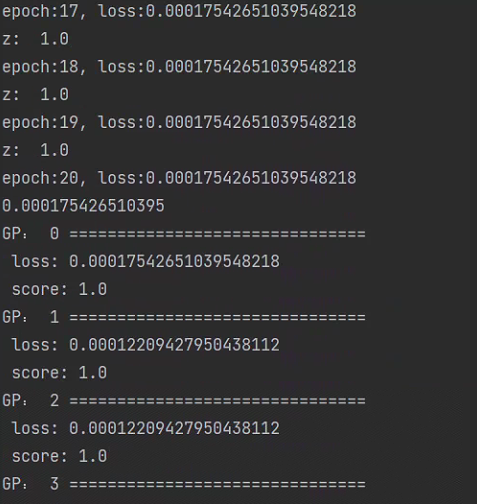 epoch:17, loss:0.00017542651039548218
z:  1.0
epoch:18, loss:0.00017542651039548218
z:  1.0
epoch:19, loss:0.00017542651039548218
z:  1.0
epoch:20, loss:0.00017542651039548218
0.000175426510395
GP： 0 ===============================
 loss: 0.00017542651039548218
 score: 1.0
GP： 1 ===============================
 loss: 0.00012209427950438112
 score: 1.0
GP： 2 ===============================
 loss: 0.00012209427950438112
 score: 1.0
GP： 3 ===============================